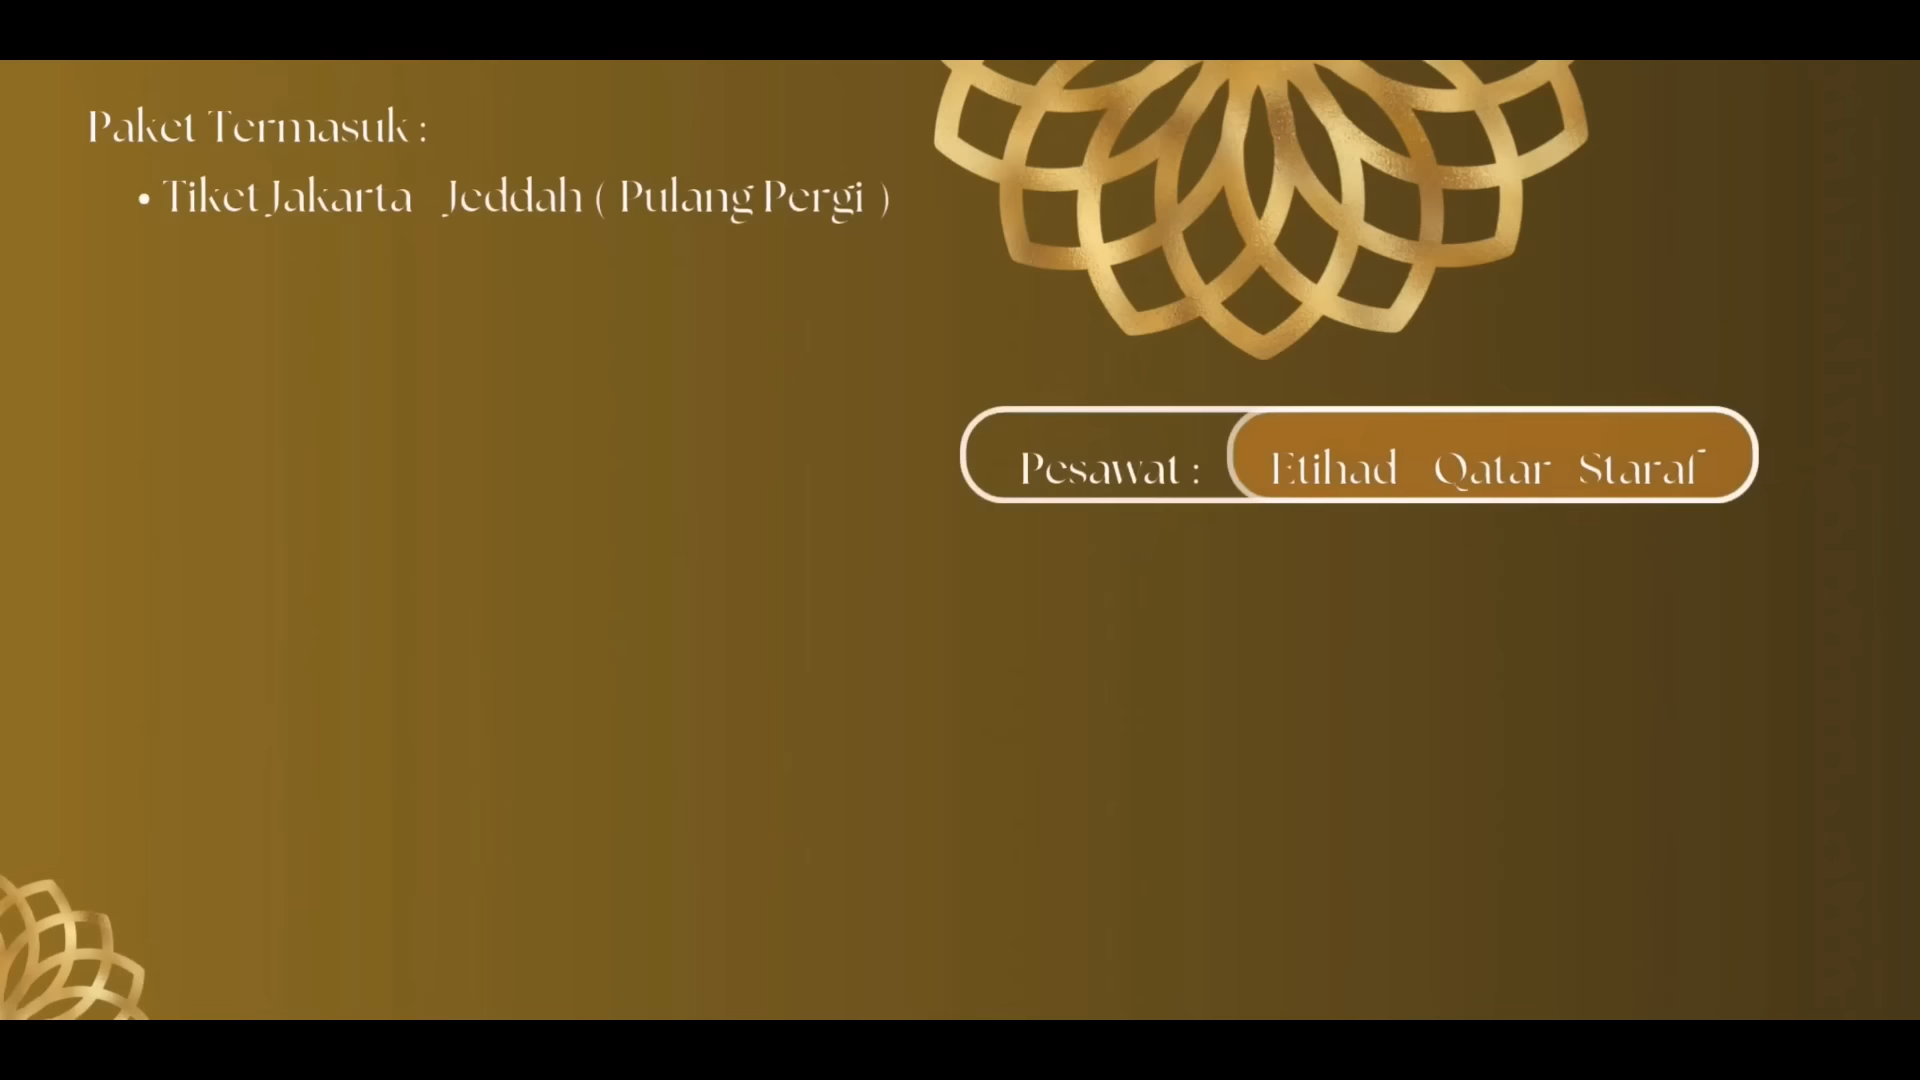 Paket Termasuk :
• Tiket Jakarta - Jeddah ( Pulang Pergi )
Pesawat : Etihad Qatar Staraf